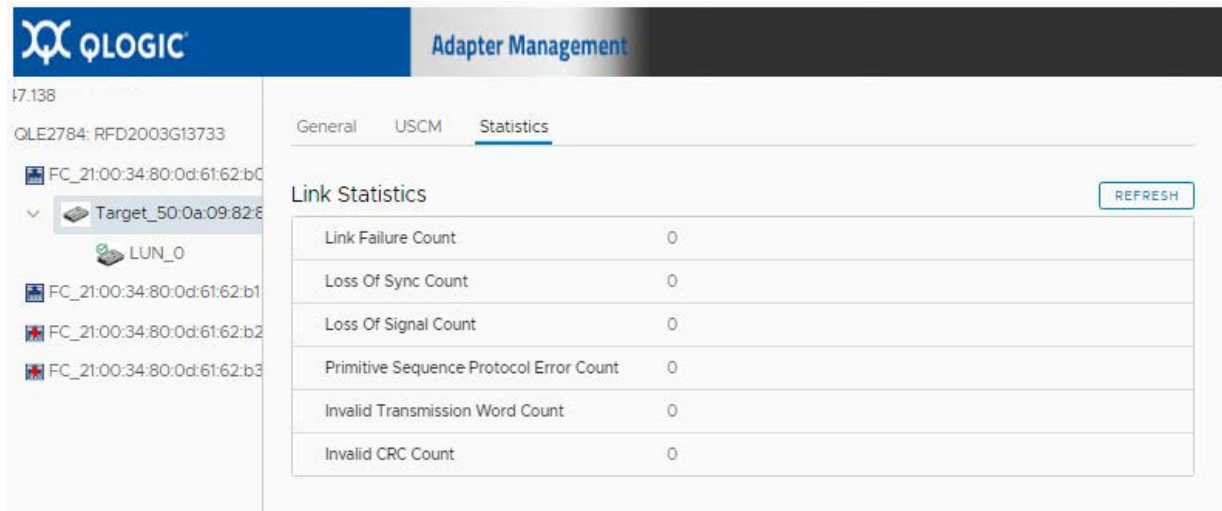 QLOGIC
Adapter Management
47.138
QLE2784: RFD2003G13733
FC_21:00:34:80:0d:61:62:b0
Target_50:0a:09:82:8
LUN_0
FC_21:00:34:80:0d:61:62:b1
FC_21:00:34:80:0d:61:62:b2
FC_21:00:34:80:0d:61:62:b3
General USCM Statistics
Link Statistics REFRESH
Link Failure Count 0
Loss Of Sync Count 0
Loss Of Signal Count 0
Primitive Sequence Protocol Error Count 0
Invalid Transmission Word Count 0
Invalid CRC Count 0